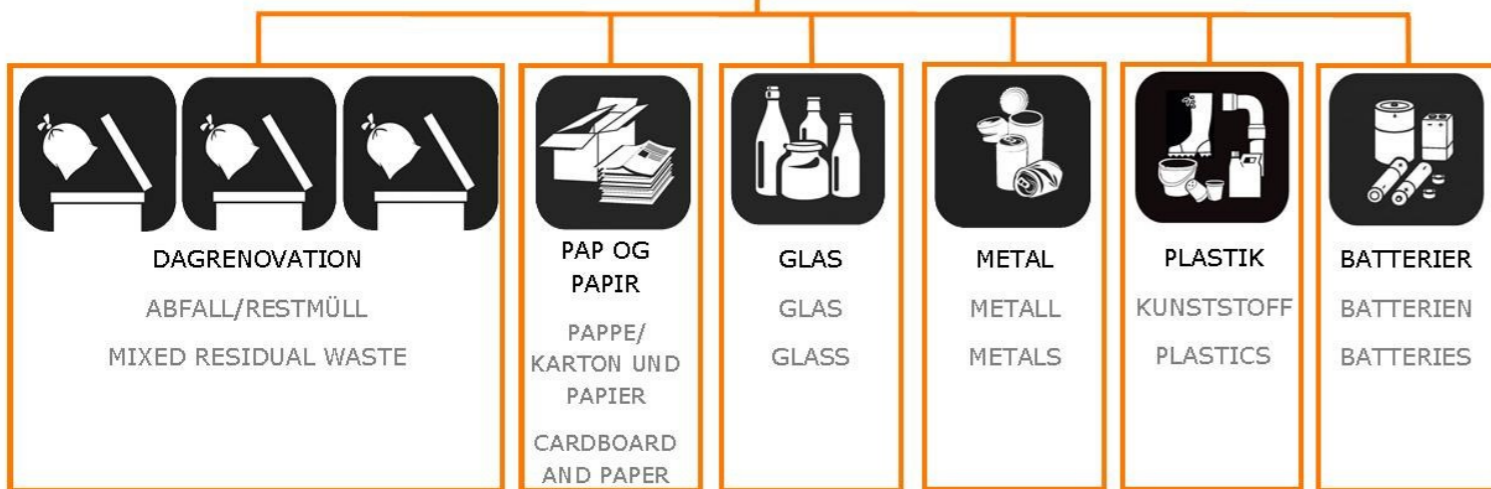 DAGRENOVATION
ABFALL/RESTMÜLL
MIXED RESIDUAL WASTE
PAP OG
PAPIR
PAPPE/
KARTON UND
PAPIER
CARDBOARD
AND PAPER
GLAS
GLAS
GLASS
METAL
METALL
METALS
PLASTIK
KUNSTSTOFF
PLASTICS
BATTERIER
BATTERIEN
BATTERIES